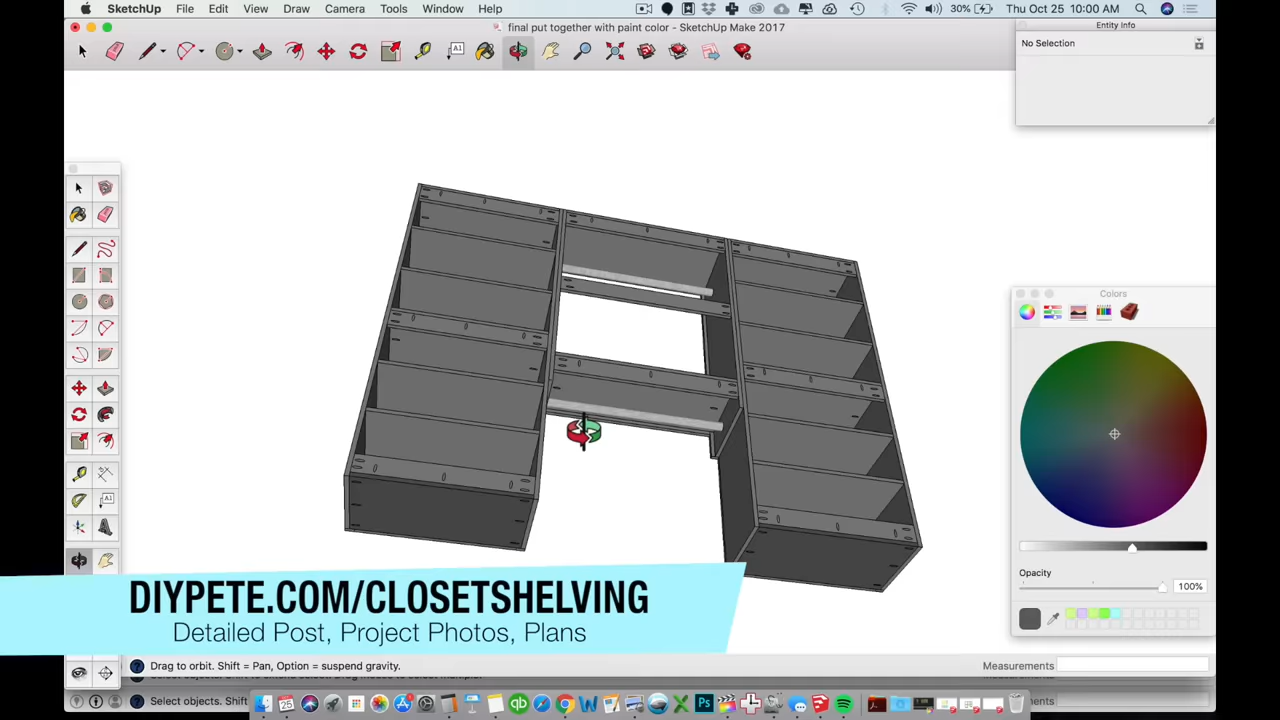 SketchUp File Edit View Draw Camera Tools Window Help
30% Thu Oct 25 10:00 AM
final put together with paint color - SketchUp Make 2017
Entity Info
No Selection
A1
Colors
A1
Opacity
100%
DIYPETE.COM/CLOSETSHELVING
Detailed Post, Project Photos, Plans
Drag to orbit. Shift = Pan, Option = suspend gravity.
Measurements
Select objects. Shift